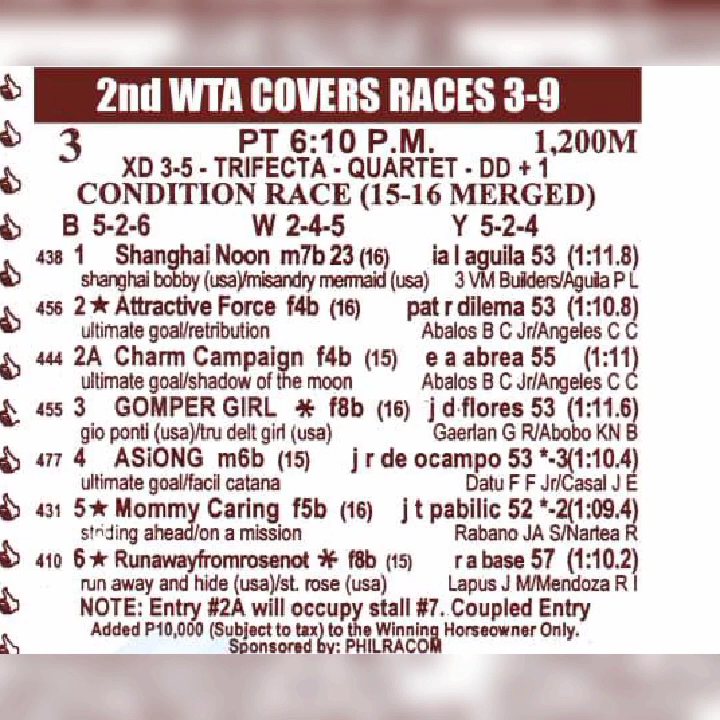 2nd WTA COVERS RACES 3-9
3 PT 6:10 P.M. 1,200M
XD 3-5 - TRIFECTA - QUARTET - DD + 1
CONDITION RACE (15-16 MERGED)
B 5-2-6 W 2-4-5 Y 5-2-4
438 1 Shanghai Noon m7b 23 (16) ia l aguila 53 (1:11.8)
shanghai bobby (usa)/misandry mermaid (usa) 3 VM Builders/Aguila P L
456 2★ Attractive Force f4b (16) pat r dilema 53 (1:10.8)
ultimate goal/retribution Abalos B C Jr/Angeles C C
444 2A Charm Campaign f4b (15) e a abrea 55 (1:11)
ultimate goal/shadow of the moon Abalos B C Jr/Angeles C C
455 3 GOMPER GIRL * f8b (16) j d flores 53 (1:11.6)
gio ponti (usa)/tru delt girl (usa) Gaerlan G R/Abobo KN B
477 4 ASiONG m6b (15) j r de ocampo 53 *-3(1:10.4)
ultimate goal/facil catana Datu F F Jr/Casal J E
431 5★ Mommy Caring f5b (16) j t pabilic 52 *-2(1:09.4)
striding ahead/on a mission Rabano JA S/Nartea R
410 6★ Runawayfromrosenot * f8b (15) r a base 57 (1:10.2)
run away and hide (usa)/st. rose (usa) Lapus J M/Mendoza R I
NOTE: Entry #2A will occupy stall #7. Coupled Entry
Added P10,000 (Subject to tax) to the Winning Horseowner Only.
Sponsored by: PHILRACOM